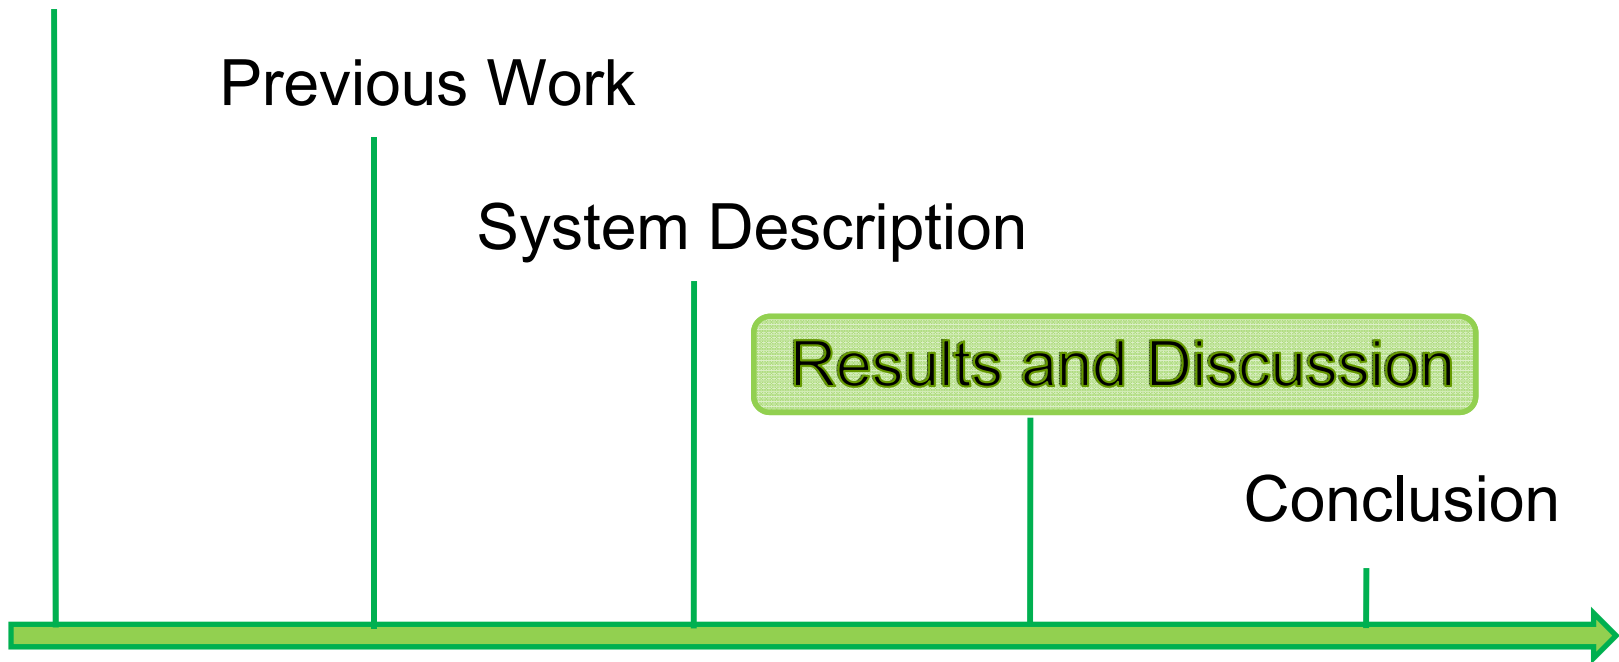 Previous Work
System Description
Results and Discussion
Conclusion